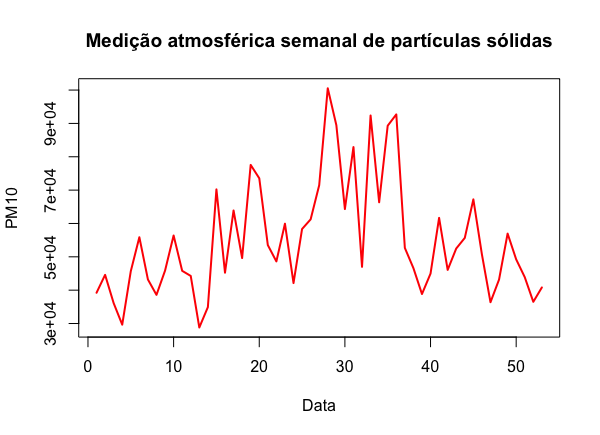 Medição atmosférica semanal de partículas sólidas
PM10
9e+04
7e+04
5e+04
3e+04
0 10 20 30 40 50
Data